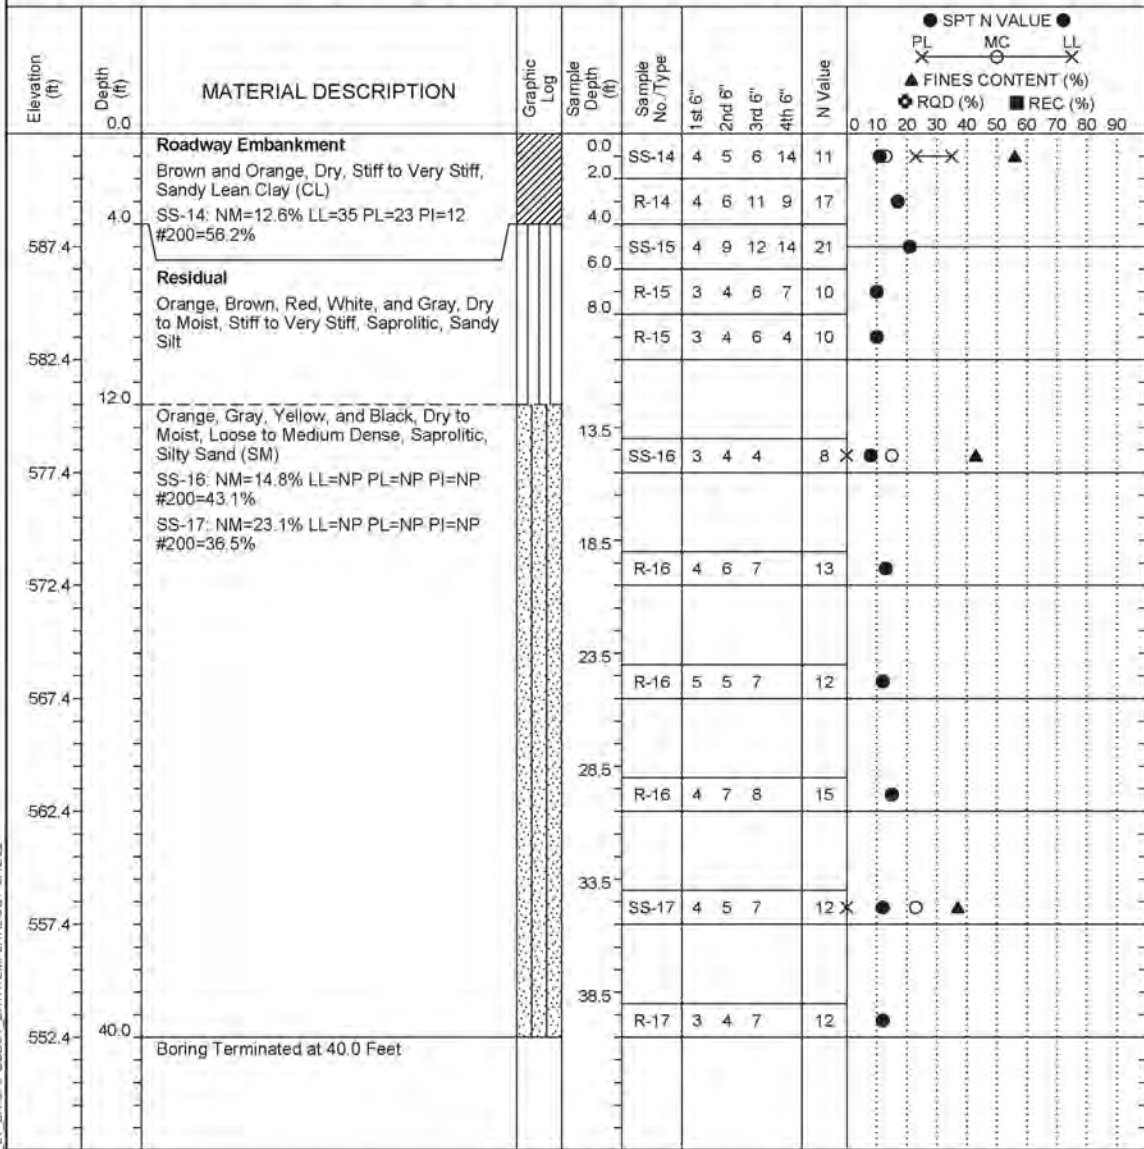 ● SPT N VALUE ●
PL MC LL
▲ FINES CONTENT (%)
RQD (%) ■ REC (%)
Elevation (ft)
Depth (ft)
MATERIAL DESCRIPTION
Graphic Log
Sample Depth (ft)
Sample No./Type
1st 6"
2nd 6"
3rd 6"
4th 6"
N Value
0.0
0 10 20 30 40 50 60 70 80 90
Roadway Embankment
Brown and Orange, Dry, Stiff to Very Stiff,
Sandy Lean Clay (CL)
SS-14: NM=12.6% LL=35 PL=23 PI=12
#200=56.2%
4.0
587.4
Residual
Orange, Brown, Red, White, and Gray, Dry
to Moist, Stiff to Very Stiff, Saprolitic, Sandy
Silt
582.4
12.0
Orange, Gray, Yellow, and Black, Dry to
Moist, Loose to Medium Dense, Saprolitic,
Silty Sand (SM)
SS-16: NM=14.8% LL=NP PL=NP PI=NP
#200=43.1%
SS-17: NM=23.1% LL=NP PL=NP PI=NP
#200=36.5%
577.4
572.4
567.4
562.4
557.4
552.4
40.0
Boring Terminated at 40.0 Feet
0.0
SS-14 4 5 6 14 11
2.0
R-14 4 6 11 9 17
4.0
SS-15 4 9 12 14 21
6.0
R-15 3 4 6 7 10
8.0
R-15 3 4 6 4 10
13.5
SS-16 3 4 4 8
18.5
R-16 4 6 7 13
23.5
R-16 5 5 7 12
28.5
R-16 4 7 8 15
33.5
SS-17 4 5 7 12
38.5
R-17 3 4 7 12